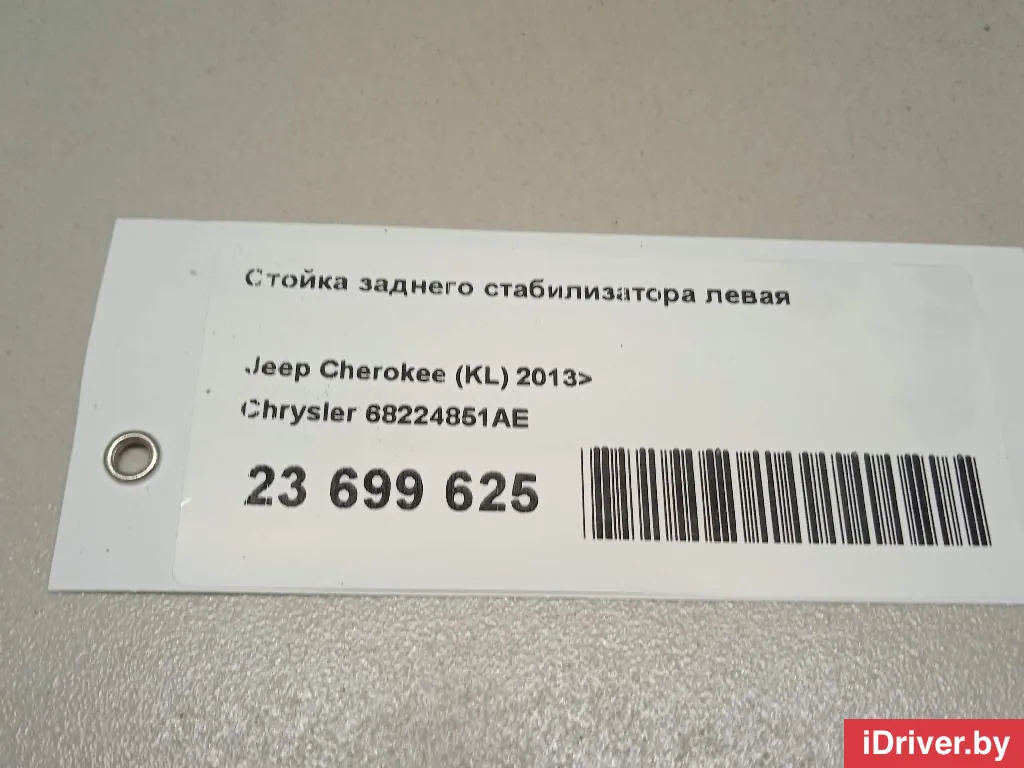 Стойка заднего стабилизатора левая
Jeep Cherokee (KL) 2013>
Chrysler 68224851AE
23 699 625
iDriver.by